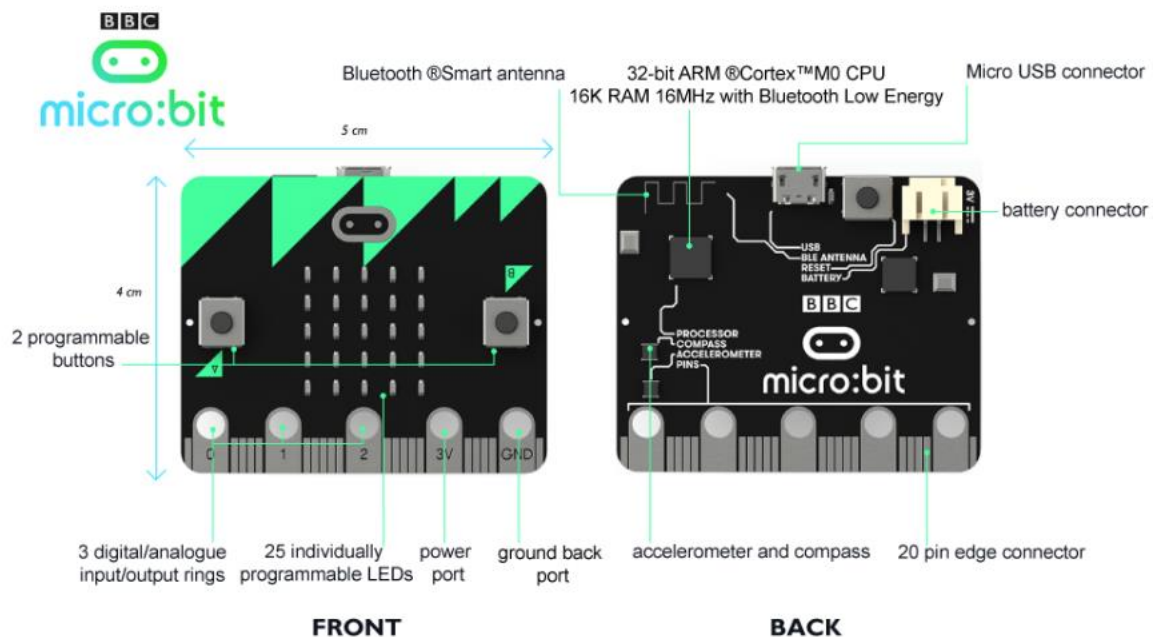 BBC
micro:bit
Bluetooth ®Smart antenna
32-bit ARM ®Cortex™M0 CPU
16K RAM 16MHz with Bluetooth Low Energy
Micro USB connector
5 cm
battery connector
3V
USB
BLE ANTENNA
RESET
BATTERY
B
4 cm
BBC
2 programmable
buttons
PROCESSOR
COMPASS
ACCELEROMETER
PINS
A
micro:bit
0
1
2
3V
GND
3 digital/analogue
input/output rings
25 individually
programmable LEDs
power
port
ground back
port
accelerometer and compass
20 pin edge connector
FRONT
BACK